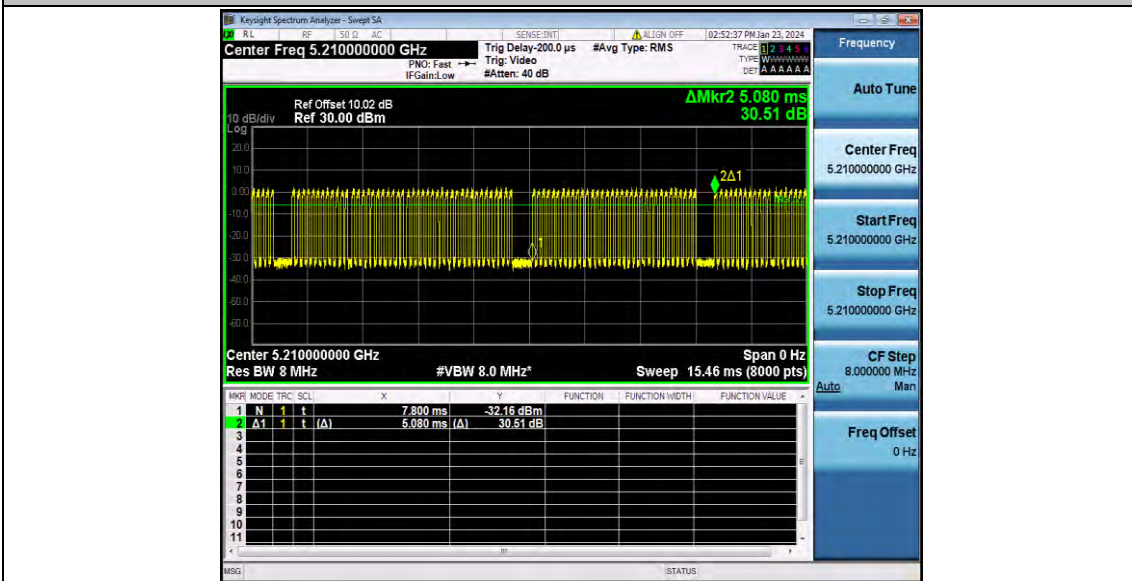 Keysight Spectrum Analyzer - Swept SA
RL RF 50 Ω AC SENSE:INT ALIGN OFF 02:52:37 PM Jan 23, 2024
Center Freq 5.210000000 GHz
PNO: Fast
IFGain:Low
Trig Delay-200.0 µs
Trig: Video
#Atten: 40 dB
#Avg Type: RMS
TRACE 1 2 3 4 5 6
TYPE
DET A A A A A A
ΔMkr2 5.080 ms
30.51 dB
Ref Offset 10.02 dB
10 dB/div Ref 30.00 dBm
Log
20.0
10.0
0.00
-10.0
-20.0
-30.0
-40.0
-50.0
-60.0
2Δ1
1
Center 5.210000000 GHz Span 0 Hz
Res BW 8 MHz #VBW 8.0 MHz* Sweep 15.46 ms (8000 pts)
MKR MODE TRC SCL X Y FUNCTION FUNCTION WIDTH FUNCTION VALUE
1 N 1 t 7.800 ms -32.16 dBm
2 Δ1 1 t (Δ) 5.080 ms (Δ) 30.51 dB
3
4
5
6
7
8
9
10
11
MSG STATUS
Frequency
Auto Tune
Center Freq
5.210000000 GHz
Start Freq
5.210000000 GHz
Stop Freq
5.210000000 GHz
CF Step
8.000000 MHz
Auto Man
Freq Offset
0 Hz